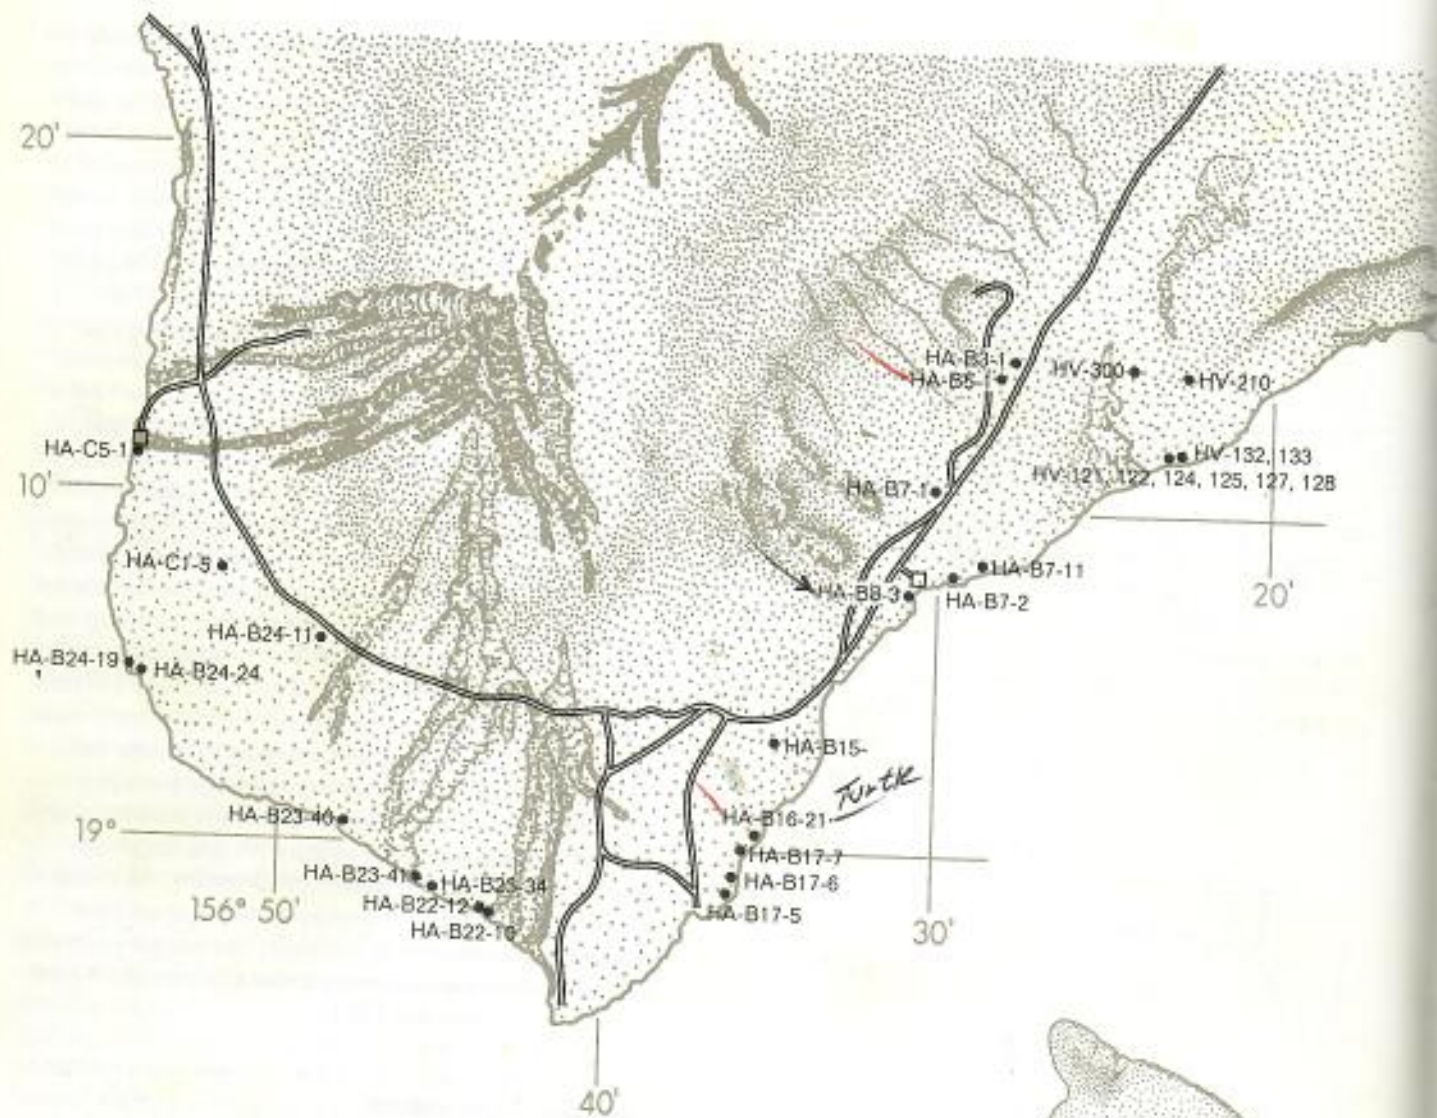 20'
HA-B3-1
HA-B5-
HV-300
HV-210
HA-C5-1
HV-132, 133
HV-121, 122, 124, 125, 127, 128
10'
HA-B7-1
HA-C1-5
HA-B7-11
HA-B8-3
HA-B7-2
20'
HA-B24-11
HA-B24-19
HA-B24-24
HA-B15-
Turtle
HA-B23-40
HA-B16-21
19°
HA-B17-7
HA-B23-41
HA-B23-34
HA-B17-6
HA-B22-12
HA-B17-5
156° 50'
HA-B22-10
30'
40'